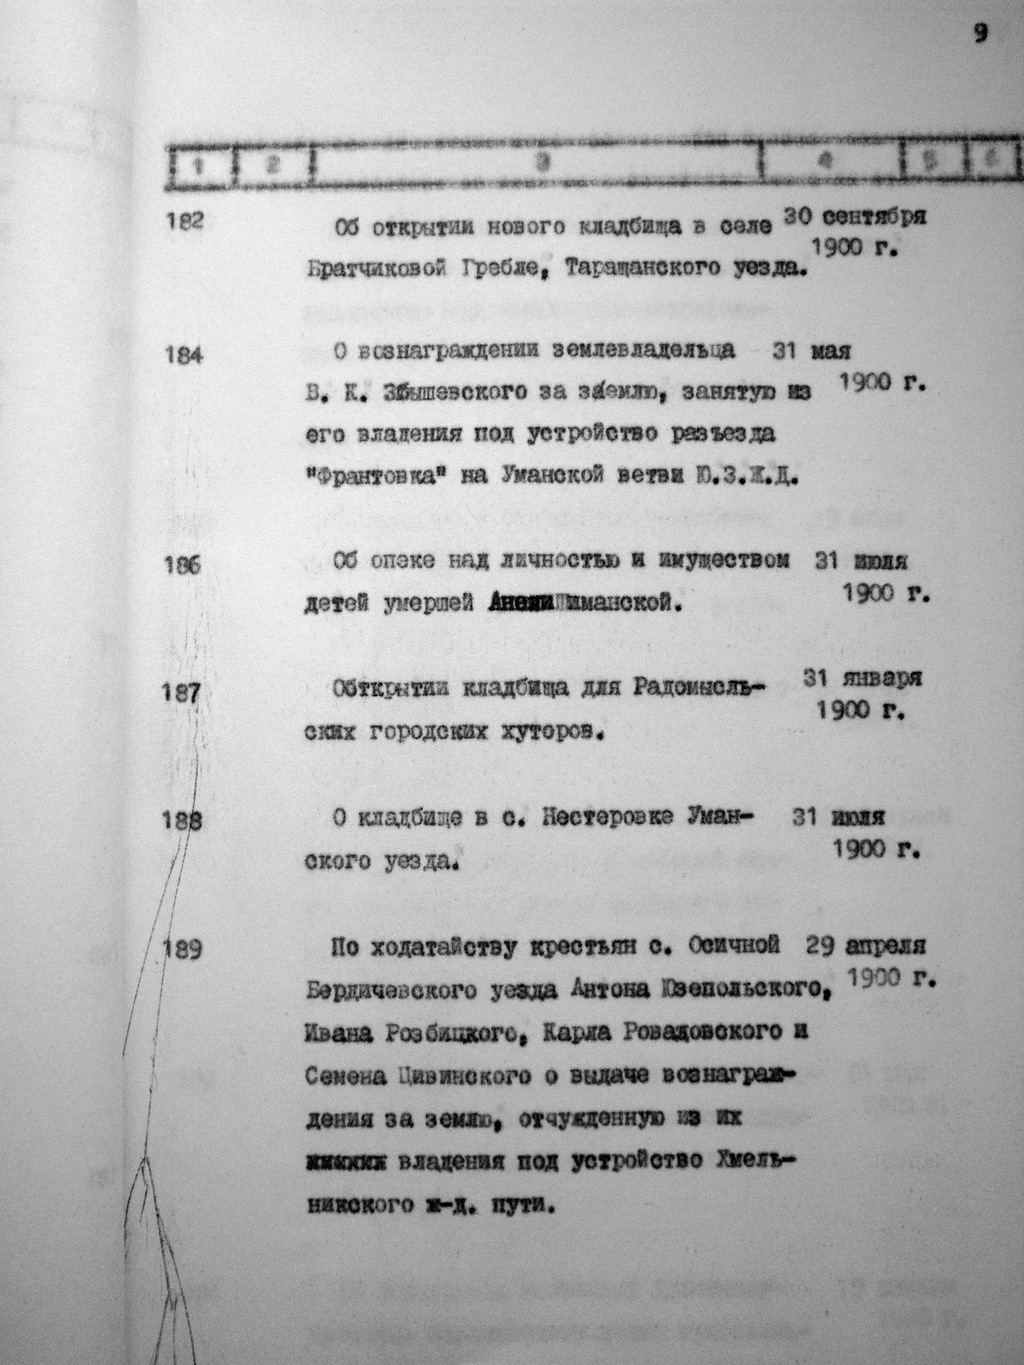 9
1 2 3 4 5 6
182 Об открытии нового кладбища в селе 30 сентября
1900 г.
Братчиковой Гребле, Таращанского уезда.
184 О вознаграждении землевладельца 31 мая
В. К. Збышевского за землю, занятую из 1900 г.
его владения под устройство разъезда
"Франтовка" на Уманской ветви Ю.З.Ж.Д.
186 Об опеке над личностью и имуществом 31 июля
детей умершей Анели Шиманской. 1900 г.
187 Обткрытии кладбища для Радомысль- 31 января
1900 г.
ских городских хуторов.
188 О кладбище в с. Нестеровке Уман- 31 июля
ского уезда. 1900 г.
189 По ходатайству крестьян с. Осичной 29 апреля
Бердичевского уезда Антона Юзепольского, 1900 г.
Ивана Розбицкого, Карла Ровадовского и
Семена Цивинского о выдаче вознаграж-
дения за землю, отчужденную из их
владения под устройство Хмель-
никского ж-д. пути.